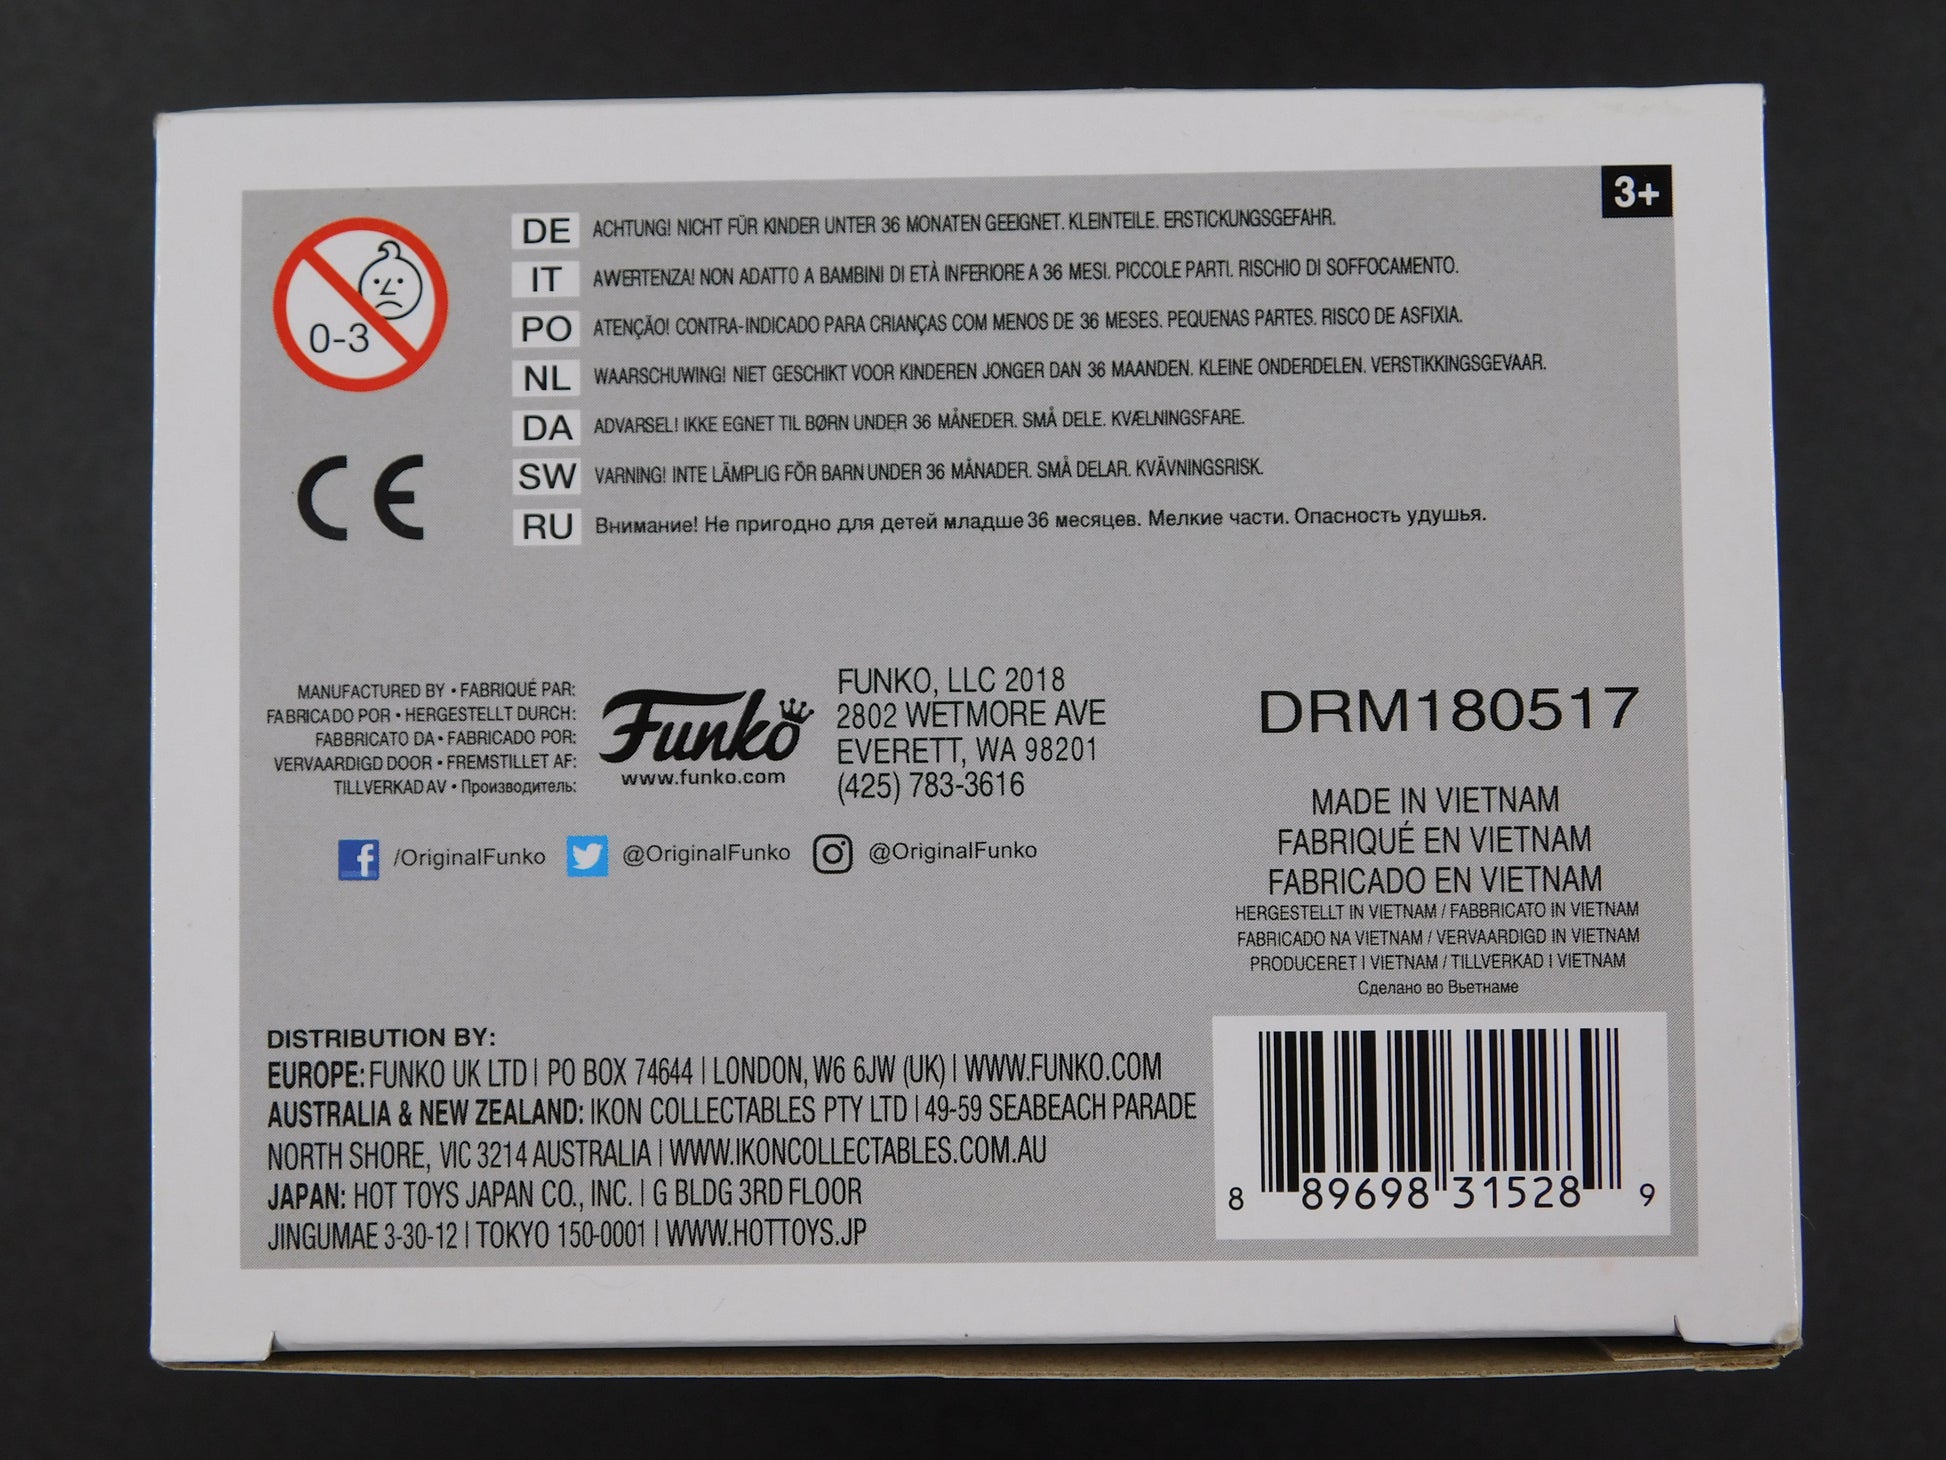 3+
0-3
CE
DE ACHTUNG! NICHT FÜR KINDER UNTER 36 MONATEN GEEIGNET. KLEINTEILE. ERSTICKUNGSGEFAHR.
IT AWERTENZA! NON ADATTO A BAMBINI DI ETÀ INFERIORE A 36 MESI. PICCOLE PARTI. RISCHIO DI SOFFOCAMENTO.
PO ATENÇÃO! CONTRA-INDICADO PARA CRIANÇAS COM MENOS DE 36 MESES. PEQUENAS PARTES. RISCO DE ASFIXIA.
NL WAARSCHUWING! NIET GESCHIKT VOOR KINDEREN JONGER DAN 36 MAANDEN. KLEINE ONDERDELEN. VERSTIKKINGSGEVAAR.
DA ADVARSEL! IKKE EGNET TIL BØRN UNDER 36 MÅNEDER. SMÅ DELE. KVÆLNINGSFARE.
SW VARNING! INTE LÄMPLIG FÖR BARN UNDER 36 MÅNADER. SMÅ DELAR. KVÄVNINGSRISK.
RU Внимание! Не пригодно для детей младше 36 месяцев. Мелкие части. Опасность удушья.
MANUFACTURED BY • FABRIQUÉ PAR:
FABRICADO POR • HERGESTELLT DURCH:
FABBRICATO DA • FABRICADO POR:
VERVAARDIGD DOOR • FREMSTILLET AF:
TILLVERKAD AV • Производитель:
Funko
www.funko.com
FUNKO, LLC 2018
2802 WETMORE AVE
EVERETT, WA 98201
(425) 783-3616
/OriginalFunko @OriginalFunko @OriginalFunko
DRM180517
MADE IN VIETNAM
FABRIQUÉ EN VIETNAM
FABRICADO EN VIETNAM
HERGESTELLT IN VIETNAM / FABBRICATO IN VIETNAM
FABRICADO NA VIETNAM / VERVAARDIGD IN VIETNAM
PRODUCERET I VIETNAM / TILLVERKAD I VIETNAM
Сделано во Вьетнаме
DISTRIBUTION BY:
EUROPE: FUNKO UK LTD | PO BOX 74644 | LONDON, W6 6JW (UK) | WWW.FUNKO.COM
AUSTRALIA & NEW ZEALAND: IKON COLLECTABLES PTY LTD | 49-59 SEABEACH PARADE
NORTH SHORE, VIC 3214 AUSTRALIA | WWW.IKONCOLLECTABLES.COM.AU
JAPAN: HOT TOYS JAPAN CO., INC. | G BLDG 3RD FLOOR
JINGUMAE 3-30-12 | TOKYO 150-0001 | WWW.HOTTOYS.JP
8 89698 31528 9